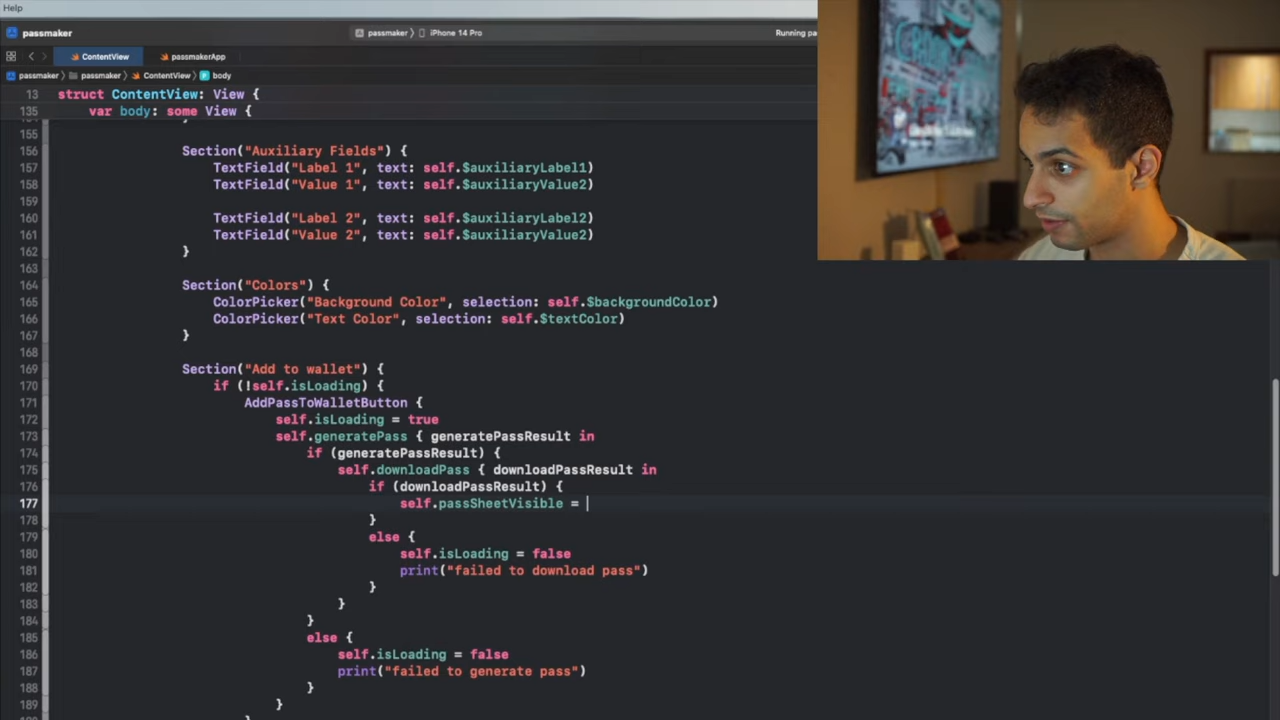 Help
passmaker
passmaker > iPhone 14 Pro
Running pa
ContentView
passmakerApp
passmaker > passmaker > ContentView > body
13 struct ContentView: View {
135 var body: some View {
155
156 Section("Auxiliary Fields") {
157 TextField("Label 1", text: self.$auxiliaryLabel1)
158 TextField("Value 1", text: self.$auxiliaryValue2)
159
160 TextField("Label 2", text: self.$auxiliaryLabel2)
161 TextField("Value 2", text: self.$auxiliaryValue2)
162 }
163
164 Section("Colors") {
165 ColorPicker("Background Color", selection: self.$backgroundColor)
166 ColorPicker("Text Color", selection: self.$textColor)
167 }
168
169 Section("Add to wallet") {
170 if (!self.isLoading) {
171 AddPassToWalletButton {
172 self.isLoading = true
173 self.generatePass { generatePassResult in
174 if (generatePassResult) {
175 self.downloadPass { downloadPassResult in
176 if (downloadPassResult) {
177 self.passSheetVisible =
178 }
179 else {
180 self.isLoading = false
181 print("failed to download pass")
182 }
183 }
184 }
185 else {
186 self.isLoading = false
187 print("failed to generate pass")
188 }
189 }